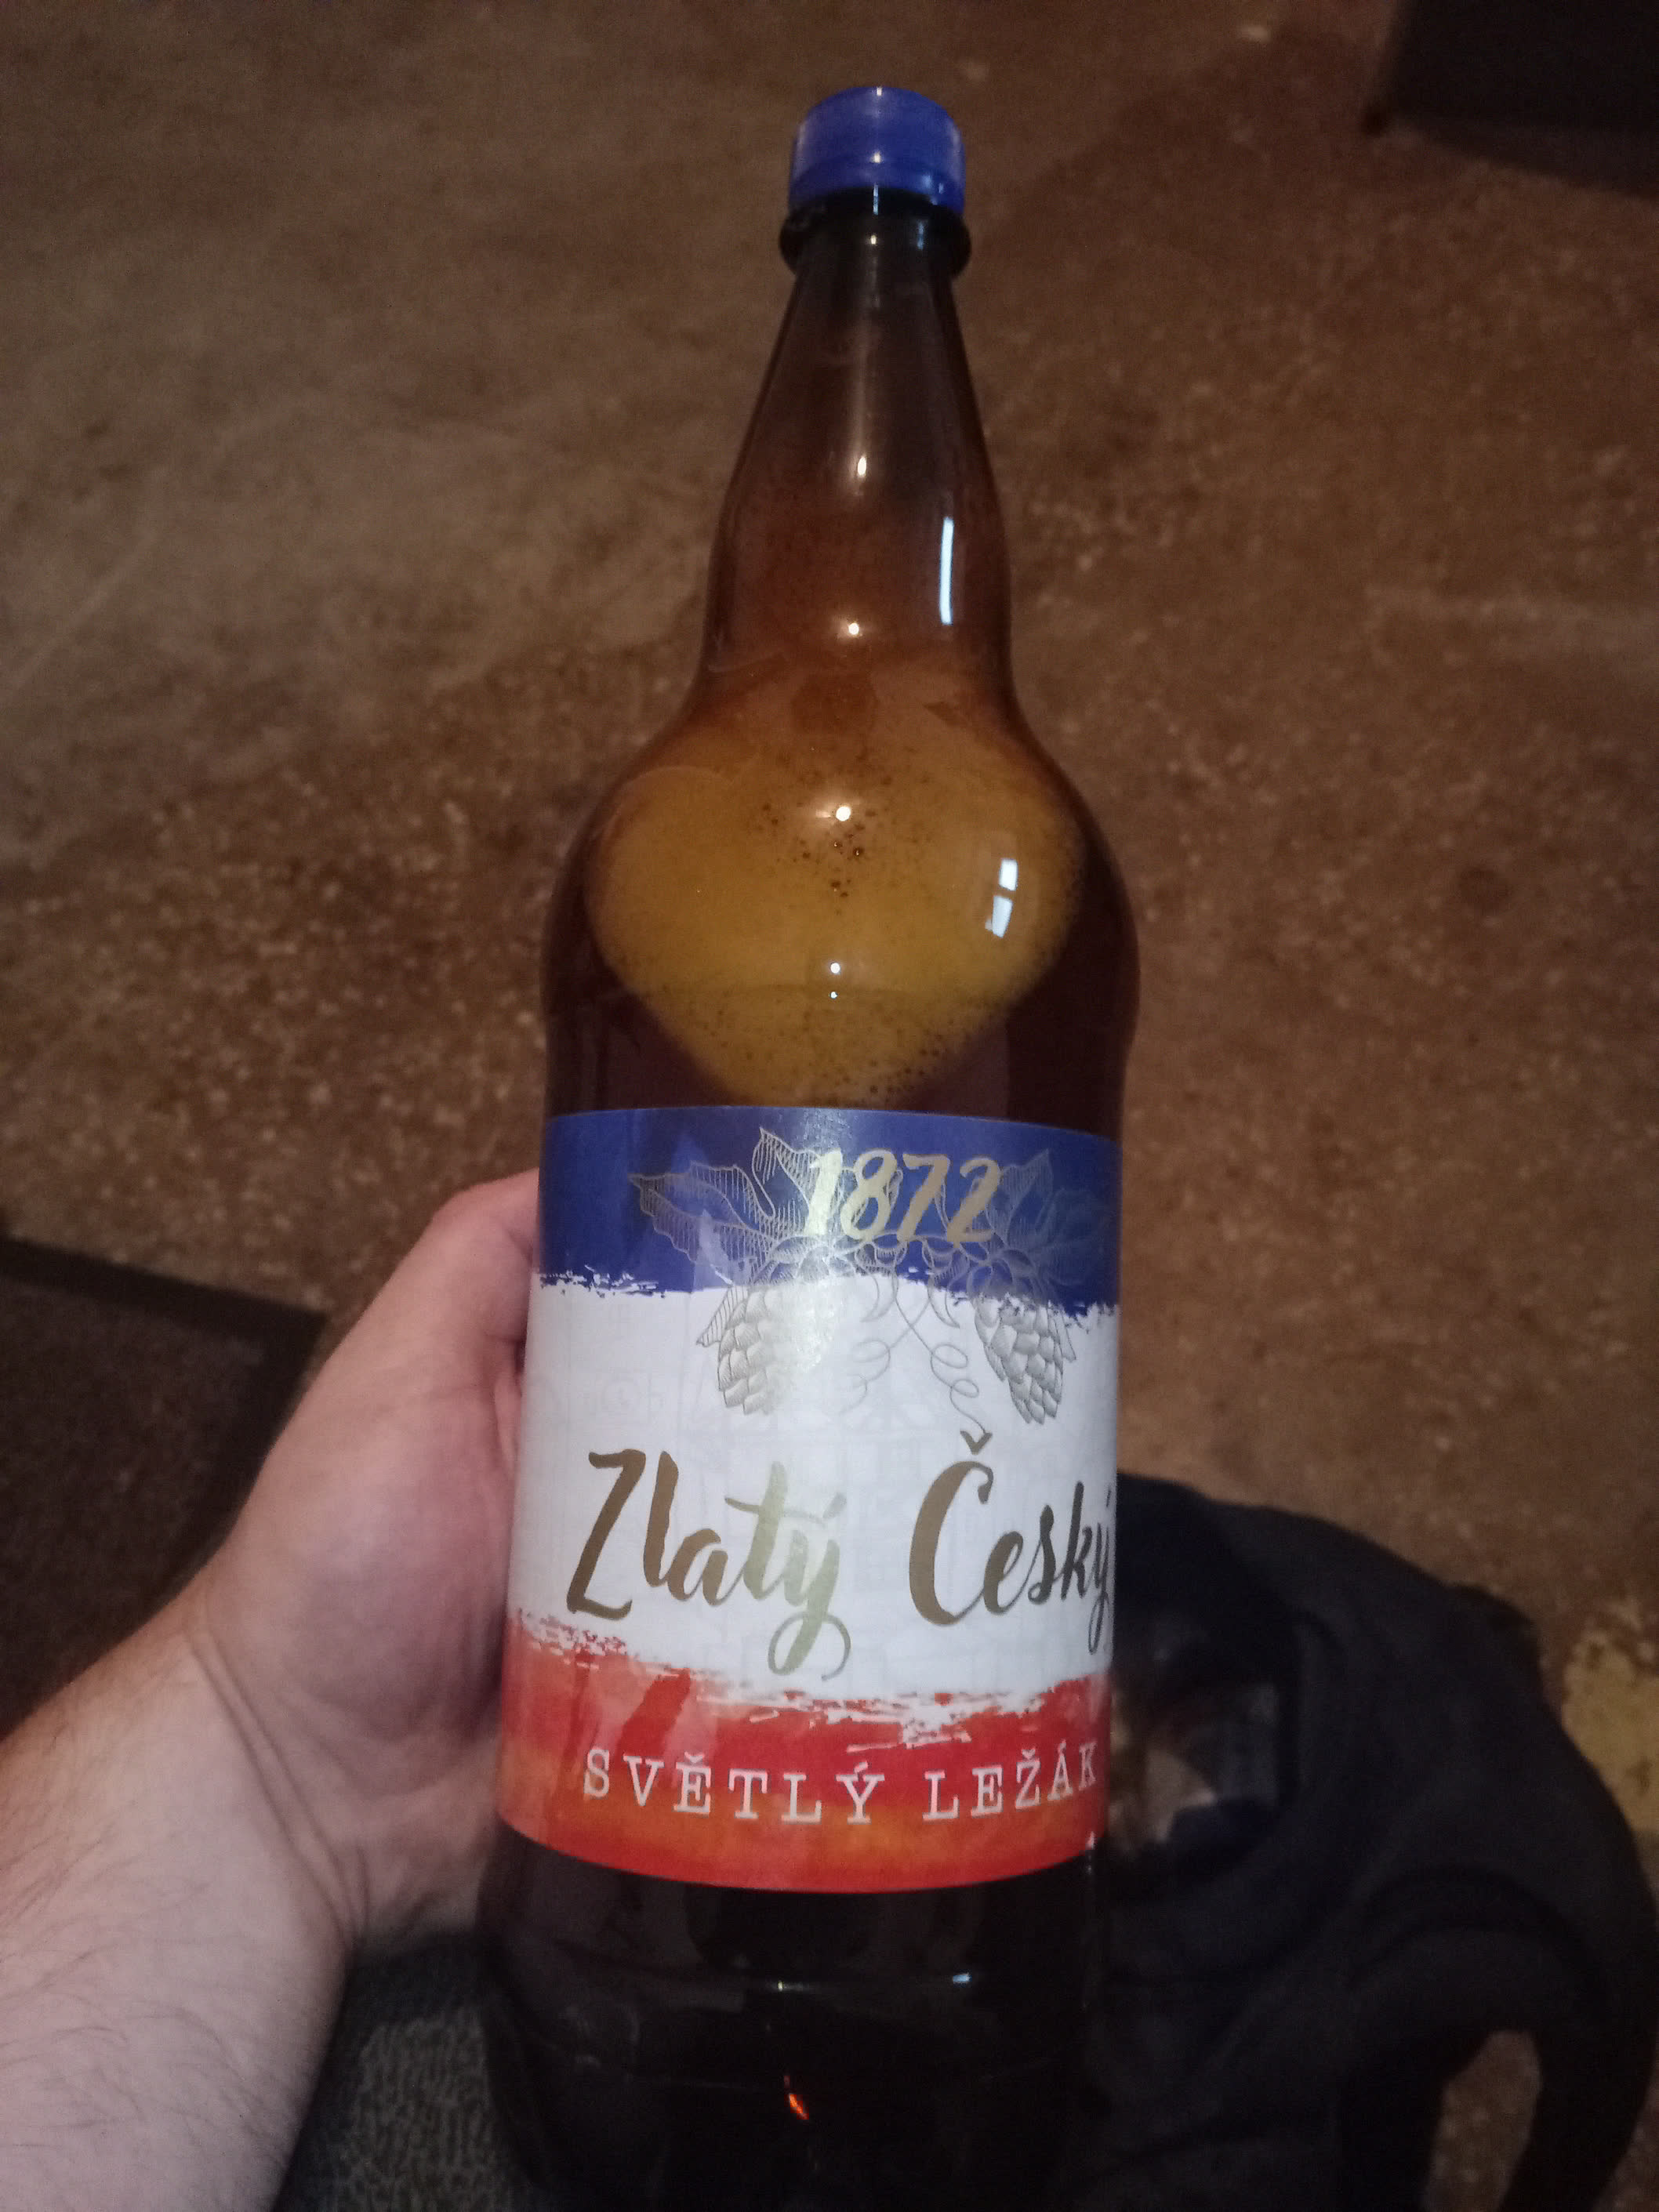 1872
Zlatý Český
SVĚTLÝ LEŽÁK